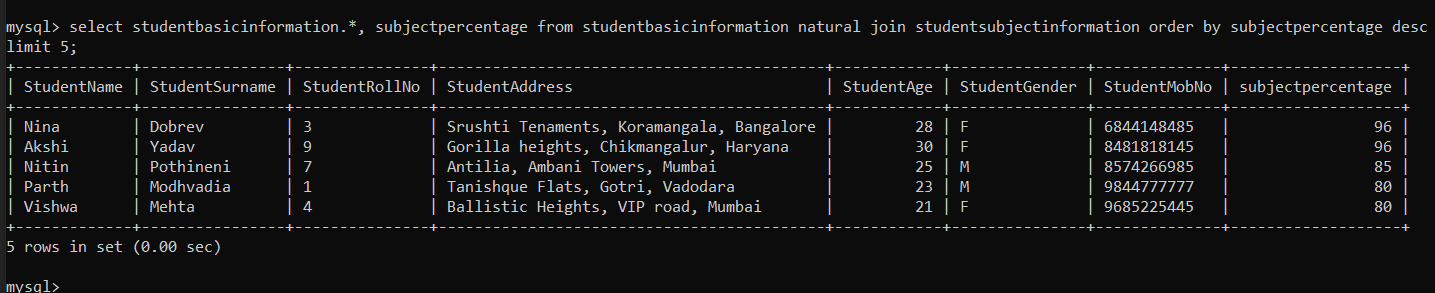 mysql> select studentbasicinformation.*, subjectpercentage from studentbasicinformation natural join studentsubjectinformation order by subjectpercentage desc
limit 5;
+-------------+----------------+---------------+------------------------------------------+------------+---------------+--------------+-------------------+
| StudentName | StudentSurname | StudentRollNo | StudentAddress                           | StudentAge | StudentGender | StudentMobNo | subjectpercentage |
+-------------+----------------+---------------+------------------------------------------+------------+---------------+--------------+-------------------+
| Nina        | Dobrev         | 3             | Srushti Tenaments, Koramangala, Bangalore |         28 | F             | 6844148485   |                96 |
| Akshi       | Yadav          | 9             | Gorilla heights, Chikmangalur, Haryana   |         30 | F             | 8481818145   |                96 |
| Nitin       | Pothineni      | 7             | Antilia, Ambani Towers, Mumbai           |         25 | M             | 8574266985   |                85 |
| Parth       | Modhvadia      | 1             | Tanishque Flats, Gotri, Vadodara         |         23 | M             | 9844777777   |                80 |
| Vishwa      | Mehta          | 4             | Ballistic Heights, VIP road, Mumbai      |         21 | F             | 9685225445   |                80 |
+-------------+----------------+---------------+------------------------------------------+------------+---------------+--------------+-------------------+
5 rows in set (0.00 sec)
mysql>